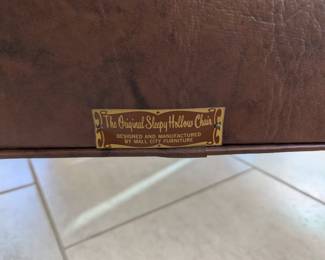 The Original Sleepy Hollow Chair
DESIGNED AND MANUFACTURED
BY MALL CITY FURNITURE